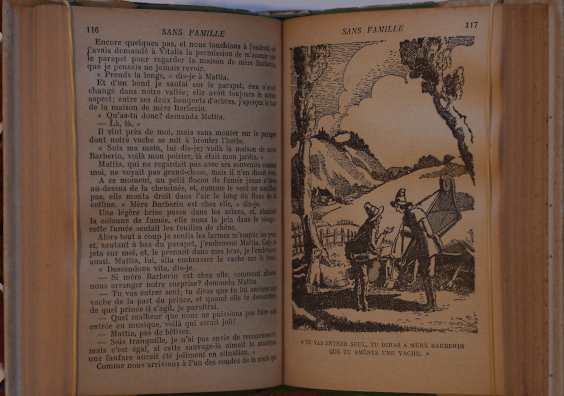 116 SANS FAMILLE
Encore quelques pas, et nous touchions à l'endroit où
j'avais demandé à Vitalis la permission de m'asseoir sur
le parapet pour regarder la maison de mère Barberin,
que je pensais ne jamais revoir.
« Prends la longe, » dis-je à Mattia.
Et d'un bond je sautai sur le parapet; rien n'avait
changé dans notre vallée; elle avait toujours le même
aspect; entre ses deux bouquets d'arbres, j'aperçus le toit
de la maison de mère Barberin.
« Qu'as-tu donc? demanda Mattia.
— Là, là. »
Il vint près de moi, mais sans monter sur le parapet
dont notre vache se mit à brouter l'herbe.
« Suis ma main, lui dis-je; voilà la maison de mère
Barberin, voilà mon poirier, là était mon jardin. »
Mattia, qui ne regardait pas avec ses souvenirs comme
moi, ne voyait pas grand'chose, mais il n'en disait rien.
A ce moment, un petit flocon de fumée jaune s'éleva
au-dessus de la cheminée, et, comme le vent ne soufflait
pas, elle monta droit dans l'air le long du flanc de la
colline. « Mère Barberin est chez elle, » dis-je.
Une légère brise passa dans les arbres, et, abattant
la colonne de fumée, elle nous la jeta dans le visage:
cette fumée sentait les feuilles de chêne.
Alors tout à coup je sentis les larmes m'emplir les yeux
et, sautant à bas du parapet, j'embrassai Mattia. Capi se
jeta sur moi, et, le prenant dans mes bras, je l'embrassai
aussi. Mattia, lui, alla embrasser la vache sur le front.
« Descendons vite, dis-je.
— Si mère Barberin est chez elle, comment allons-
nous arranger notre surprise? demanda Mattia.
— Tu vas entrer seul; tu diras que tu lui amènes une
vache de la part du prince, et quand elle te demandera
de quel prince il s'agit, je paraîtrai.
— Quel malheur que nous ne puissions pas faire une
entrée en musique, voilà qui serait joli!
— Mattia, pas de bêtises.
— Sois tranquille, je n'ai pas envie de recommencer,
mais c'est égal, si cette sauvage-là aimait la musique,
une fanfare aurait été joliment en situation. »
Comme nous arrivions à l'un des coudes de la route qui
SANS FAMILLE 117
« TU VAS ENTRER SEUL, TU DIRAS A MÈRE BARBERIN
QUE TU AMÈNES UNE VACHE. »